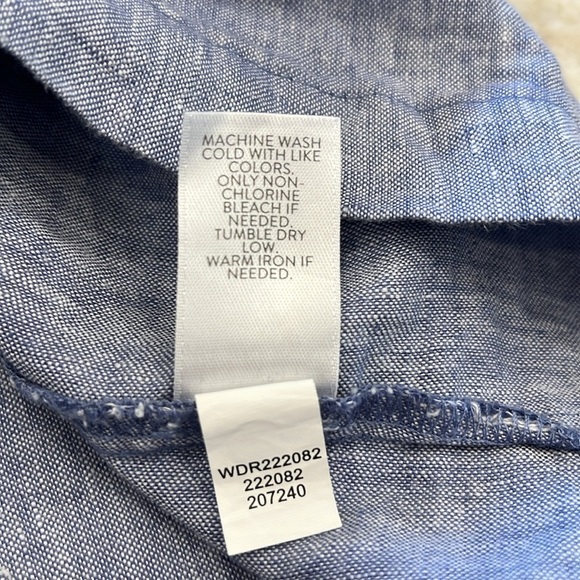 MACHINE WASH
COLD WITH LIKE
COLORS.
ONLY NON-
CHLORINE
BLEACH IF
NEEDED.
TUMBLE DRY
LOW.
WARM IRON IF
NEEDED.
WDR222082
222082
207240